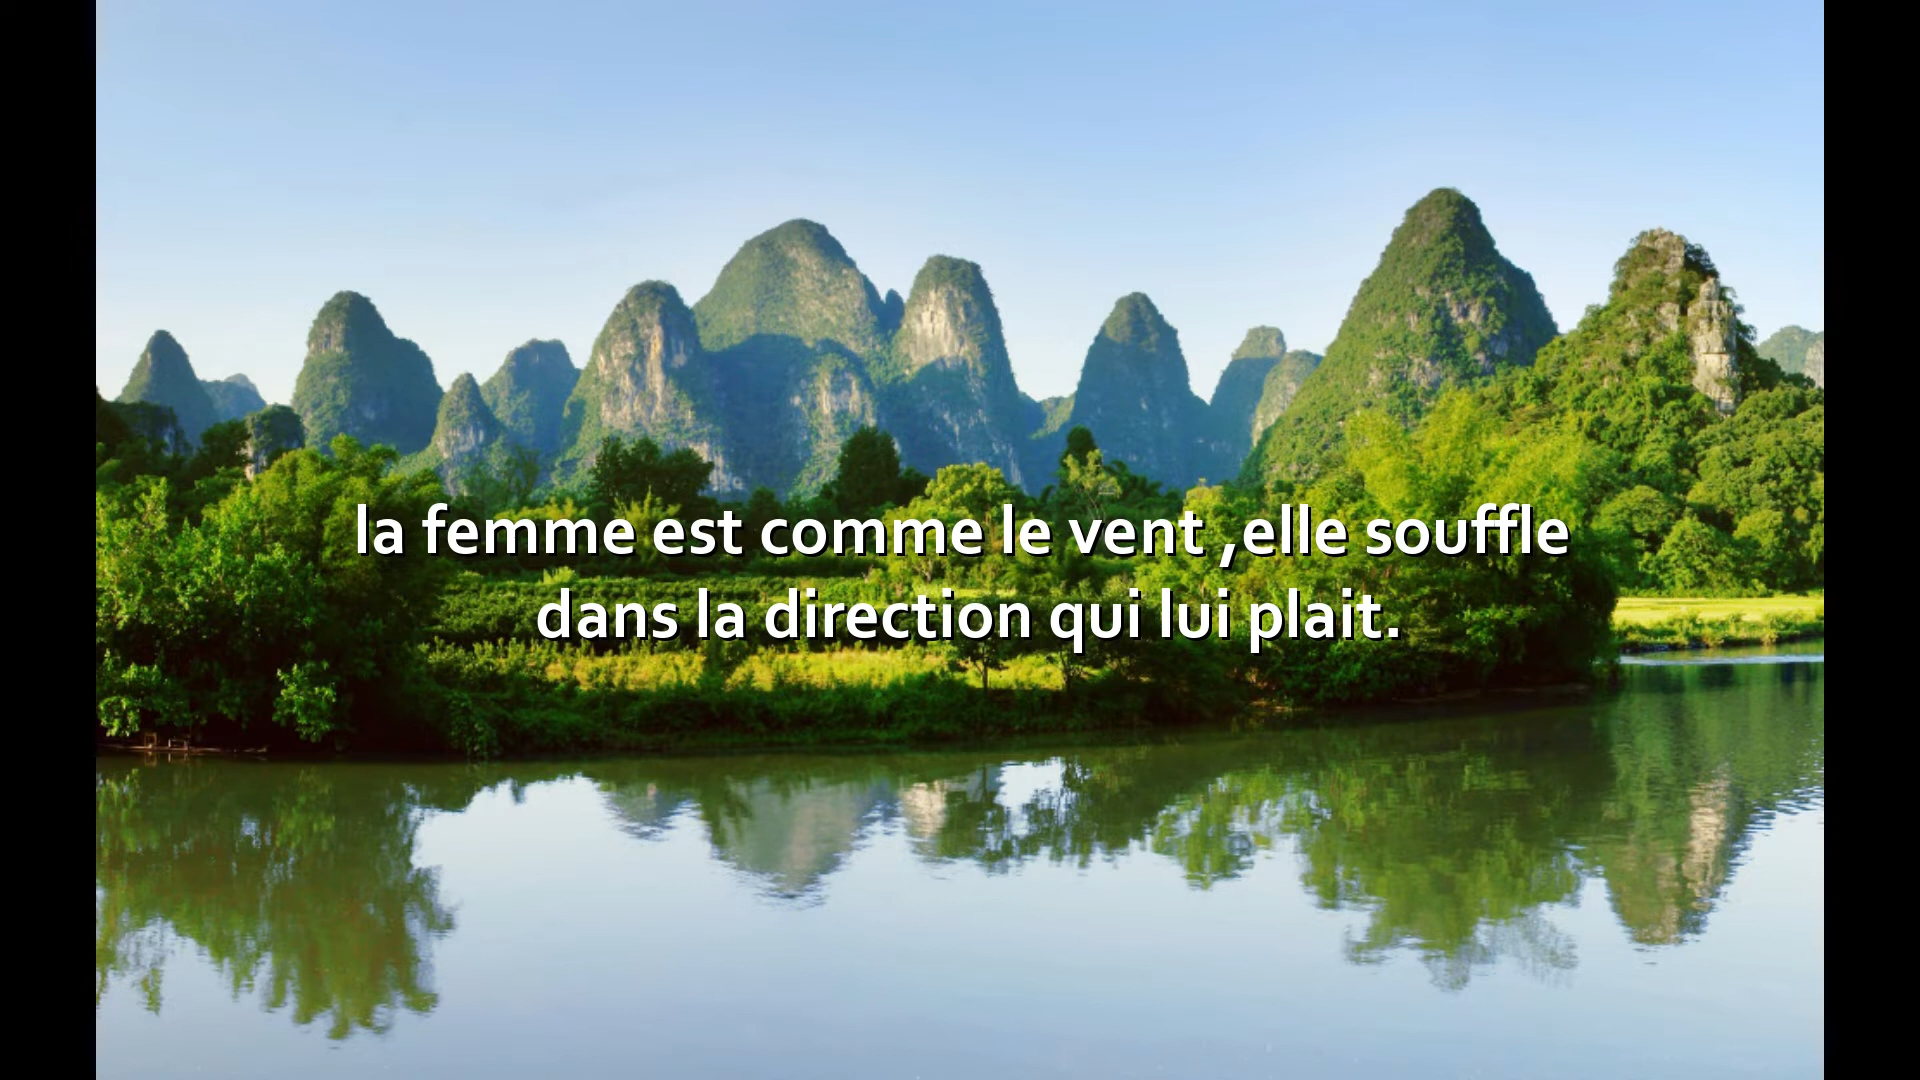 la femme est comme le vent ,elle souffle
dans la direction qui lui plait.